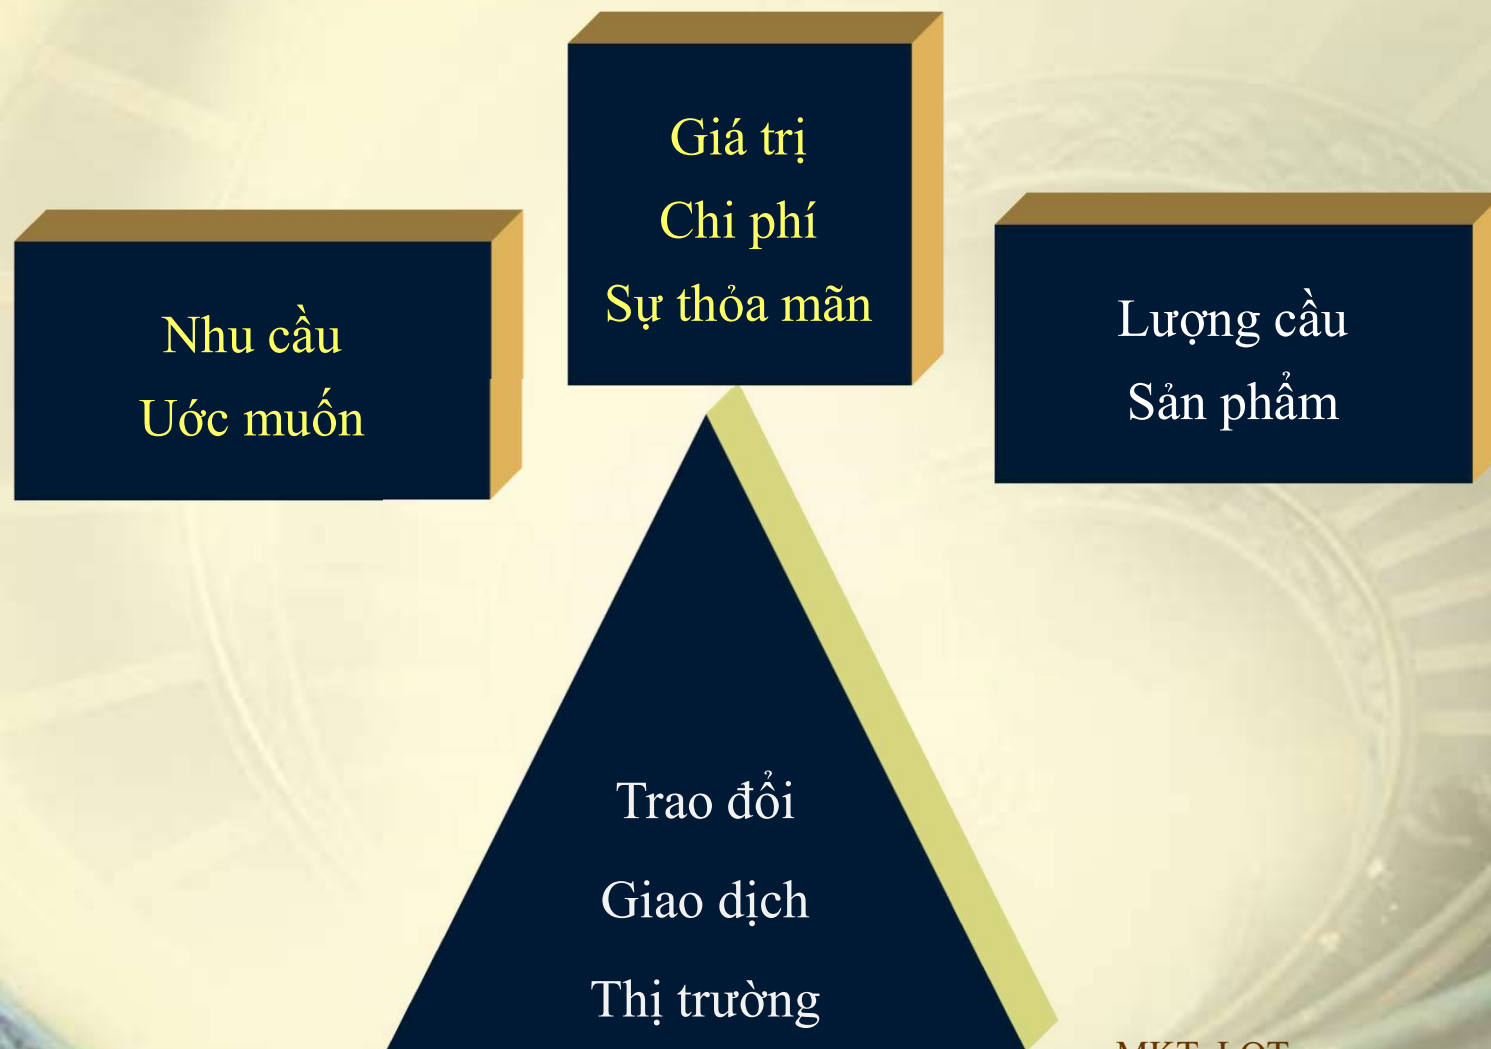 Giá trị
Chi phí
Sự thỏa mãn
Nhu cầu
Uớc muốn
Lượng cầu
Sản phẩm
Trao đổi
Giao dịch
Thị trường